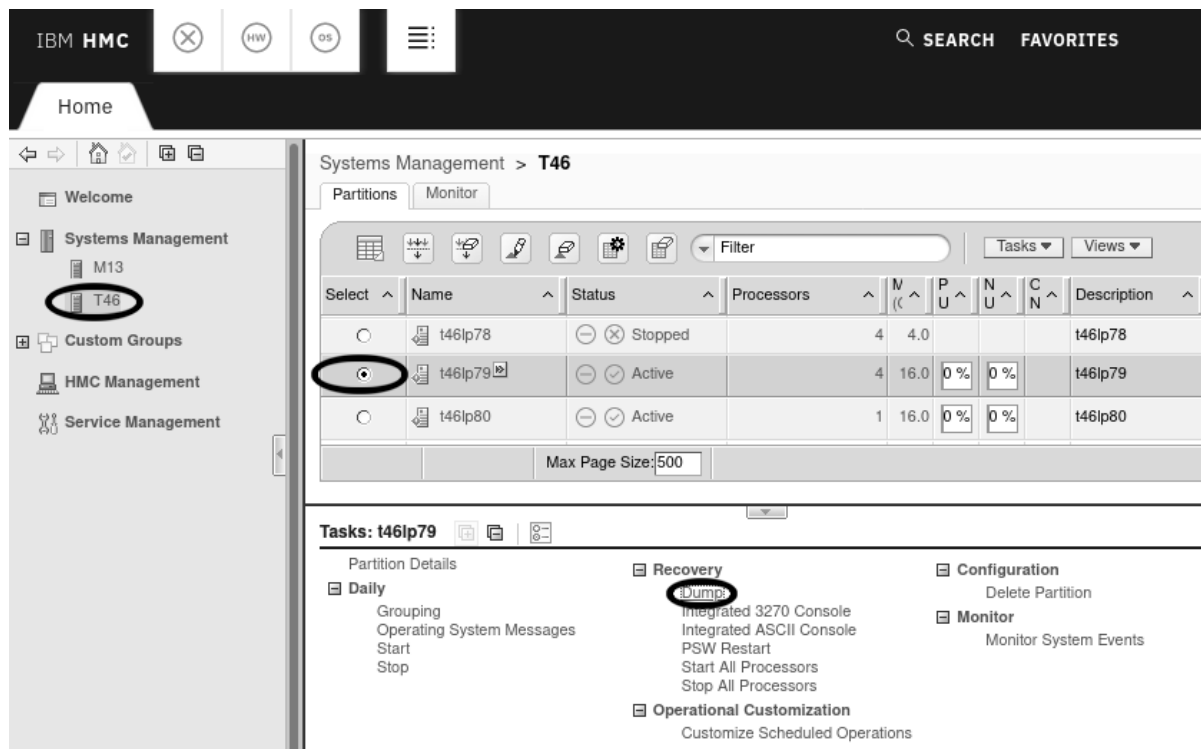 IBM HMC
HW
OS
SEARCH FAVORITES
Home
Welcome
Systems Management
M13
T46
Custom Groups
HMC Management
Service Management
Systems Management > T46
Partitions Monitor
Filter Tasks Views
Select Name Status Processors M (G P U N U C N Description
t46lp78 Stopped 4 4.0 t46lp78
t46lp79 Active 4 16.0 0 % 0 % t46lp79
t46lp80 Active 1 16.0 0 % 0 % t46lp80
Max Page Size: 500
Tasks: t46lp79
Partition Details
Daily
Grouping
Operating System Messages
Start
Stop
Recovery
Dump
Integrated 3270 Console
Integrated ASCII Console
PSW Restart
Start All Processors
Stop All Processors
Operational Customization
Customize Scheduled Operations
Configuration
Delete Partition
Monitor
Monitor System Events